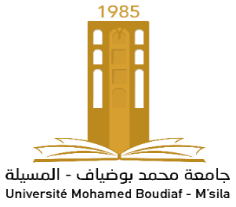 1985
جامعة محمد بوضياف - المسيلة
Université Mohamed Boudiaf - M'sila